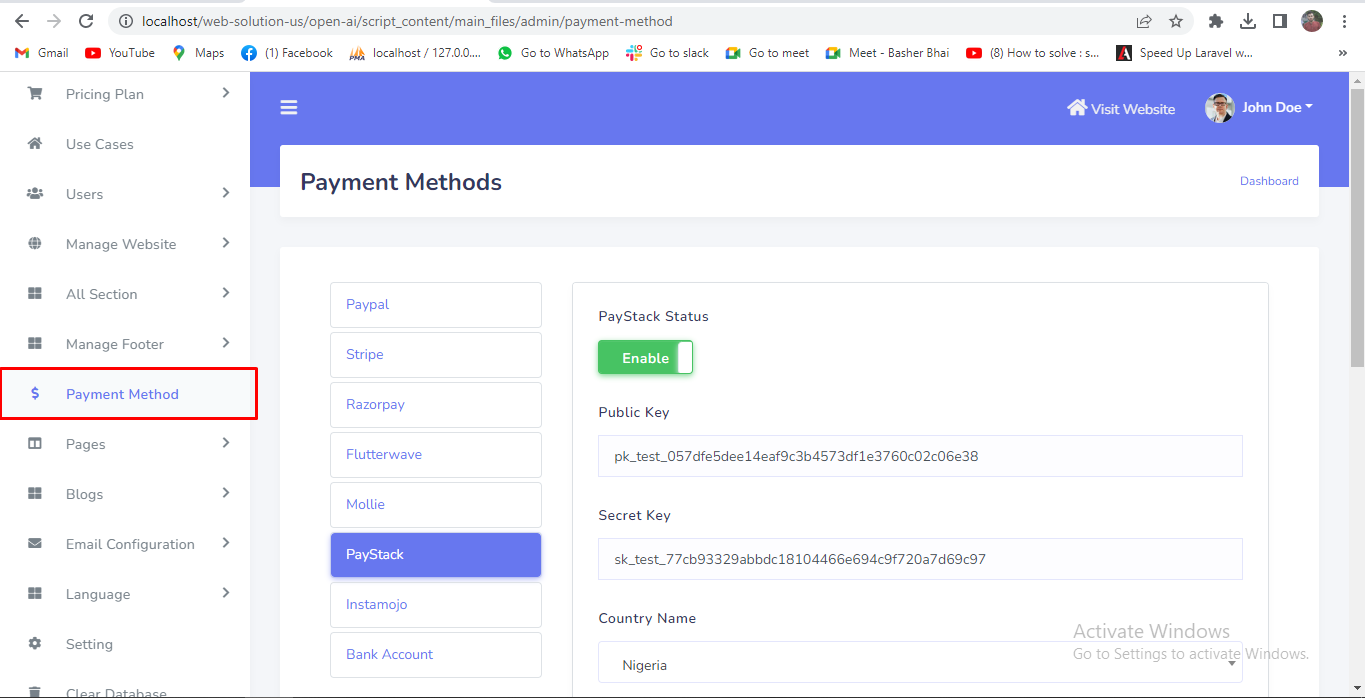 localhost/web-solution-us/open-ai/script_content/main_files/admin/payment-method
Gmail YouTube Maps (1) Facebook localhost / 127.0.0.... Go to WhatsApp Go to slack Go to meet Meet - Basher Bhai (8) How to solve : s... Speed Up Laravel w... »
Pricing Plan
Use Cases
Users
Manage Website
All Section
Manage Footer
Payment Method
Pages
Blogs
Email Configuration
Language
Setting
Clear Database
Visit Website John Doe
Payment Methods
Dashboard
Paypal
Stripe
Razorpay
Flutterwave
Mollie
PayStack
Instamojo
Bank Account
PayStack Status
Enable
Public Key
pk_test_057dfe5dee14eaf9c3b4573df1e3760c02c06e38
Secret Key
sk_test_77cb93329abbdc18104466e694c9f720a7d69c97
Country Name
Nigeria
Activate Windows
Go to Settings to activate Windows.